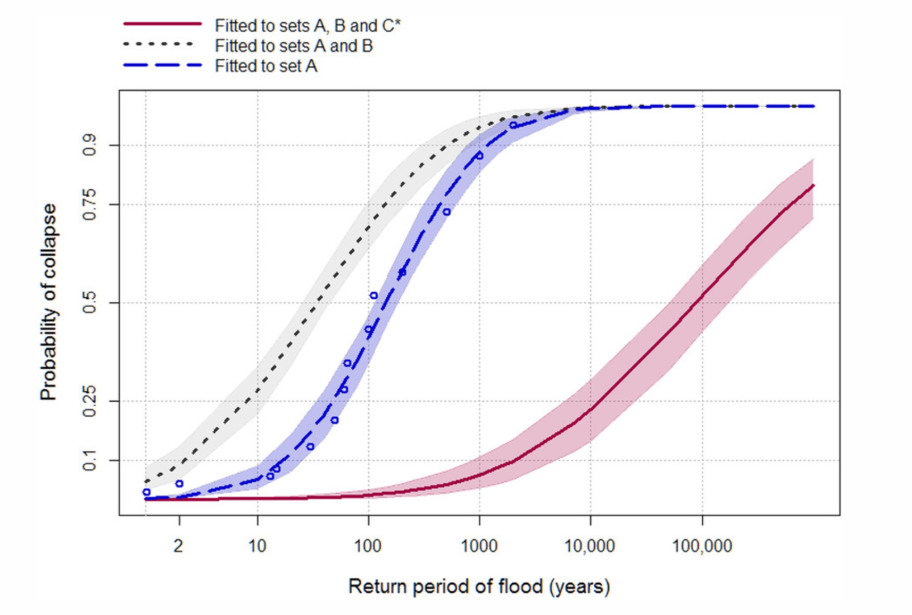 Fitted to sets A, B and C*
Fitted to sets A and B
Fitted to set A
Probability of collapse
0.9
0.75
0.5
0.25
0.1
2 10 100 1000 10,000 100,000
Return period of flood (years)